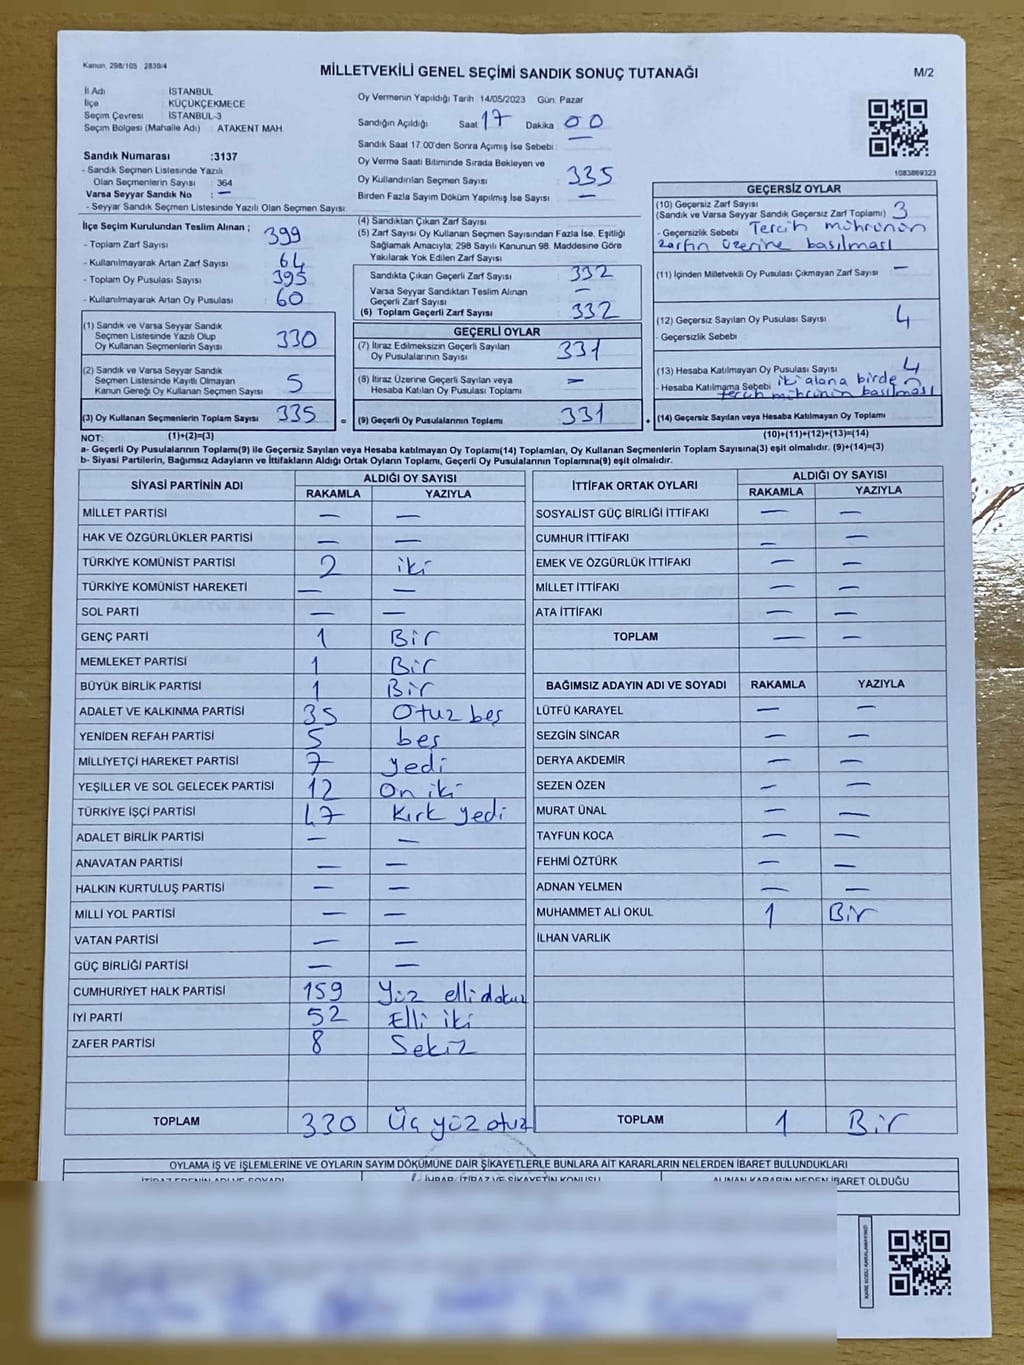 Kanun, 298/105 2839/4
MİLLETVEKİLİ GENEL SEÇİMİ SANDIK SONUÇ TUTANAĞI
M/2
İl Adı : İSTANBUL
İlçe : KÜÇÜKÇEKMECE
Seçim Çevresi : İSTANBUL-3
Seçim Bölgesi (Mahalle Adı) : ATAKENT MAH.
Sandık Numarası :3137
- Sandık Seçmen Listesinde Yazılı
Olan Seçmenlerin Sayısı : 364
Varsa Seyyar Sandık No : —
- Seyyar Sandık Seçmen Listesinde Yazılı Olan Seçmen Sayısı:
Oy Vermenin Yapıldığı Tarih :14/05/2023 Gün: Pazar
Sandığın Açıldığı Saat 17 Dakika 00
Sandık Saat 17.00'den Sonra Açımış İse Sebebi: —
Oy Verme Saati Bitiminde Sırada Bekleyen ve
Oy Kullandırılan Seçmen Sayısı : 335
Birden Fazla Sayım Döküm Yapılmış İse Sayısı : —
1083869323
İlçe Seçim Kurulundan Teslim Alınan ;
- Toplam Zarf Sayısı : 399
- Kullanılmayarak Artan Zarf Sayısı : 64
- Toplam Oy Pusulası Sayısı : 395
- Kullanılmayarak Artan Oy Pusulası : 60
(1) Sandık ve Varsa Seyyar Sandık
Seçmen Listesinde Yazılı Olup
Oy Kullanan Seçmenlerin Sayısı : 330
(2) Sandık ve Varsa Seyyar Sandık
Seçmen Listesinde Kayıtlı Olmayan
Kanun Gereği Oy Kullanan Seçmen Sayısı : 5
(3) Oy Kullanan Seçmenlerin Toplam Sayısı : 335
(4) Sandıktan Çıkan Zarf Sayısı :
(5) Zarf Sayısı Oy Kullanan Seçmen Sayısından Fazla İse, Eşitliği
Sağlamak Amacıyla; 298 Sayılı Kanunun 98. Maddesine Göre
Yakılarak Yok Edilen Zarf Sayısı :
Sandıkta Çıkan Geçerli Zarf Sayısı : 332
Varsa Seyyar Sandıktan Teslim Alınan
Geçerli Zarf Sayısı : —
(6) Toplam Geçerli Zarf Sayısı : 332
GEÇERLİ OYLAR
(7) İtiraz Edilmeksizin Geçerli Sayılan
Oy Pusulalarının Sayısı : 331
(8) İtiraz Üzerine Geçerli Sayılan veya
Hesaba Katılan Oy Pusulası Toplamı : —
= (9) Geçerli Oy Pusulalarının Toplamı : 331
GEÇERSİZ OYLAR
(10) Geçersiz Zarf Sayısı
(Sandık ve Varsa Seyyar Sandık Geçersiz Zarf Toplamı) : 3
- Geçersizlik Sebebi : Tercih mührünün
zarfın üzerine basılması
(11) İçinden Milletvekili Oy Pusulası Çıkmayan Zarf Sayısı : —
(12) Geçersiz Sayılan Oy Pusulası Sayısı : 4
- Geçersizlik Sebebi :
(13) Hesaba Katılmayan Oy Pusulası Sayısı : 4
- Hesaba Katılmama Sebebi : iki alana birden
tercih mührünün basılması
+ (14) Geçersiz Sayılan veya Hesaba Katılmayan Oy Toplamı :
NOT: (1)+(2)=(3)
(10)+(11)+(12)+(13)=(14)
a- Geçerli Oy Pusulalarının Toplamı(9) ile Geçersiz Sayılan veya Hesaba katılmayan Oy Toplamı(14) Toplamları, Oy Kullanan Seçmenlerin Toplam Sayısına(3) eşit olmalıdır. (9)+(14)=(3)
b- Siyasi Partilerin, Bağımsız Adayların ve İttifakların Aldığı Ortak Oyların Toplamı, Geçerli Oy Pusulalarının Toplamına(9) eşit olmalıdır.
SİYASİ PARTİNİN ADI ALDIĞI OY SAYISI
RAKAMLA YAZIYLA
MİLLET PARTİSİ — —
HAK VE ÖZGÜRLÜKLER PARTİSİ — —
TÜRKİYE KOMÜNİST PARTİSİ 2 iki
TÜRKİYE KOMÜNİST HAREKETİ — —
SOL PARTİ — —
GENÇ PARTİ 1 Bir
MEMLEKET PARTİSİ 1 Bir
BÜYÜK BİRLİK PARTİSİ 1 Bir
ADALET VE KALKINMA PARTİSİ 35 Otuz beş
YENİDEN REFAH PARTİSİ 5 beş
MİLLİYETÇİ HAREKET PARTİSİ 7 yedi
YEŞİLLER VE SOL GELECEK PARTİSİ 12 On iki
TÜRKİYE İŞÇİ PARTİSİ 47 Kırk yedi
ADALET BİRLİK PARTİSİ — —
ANAVATAN PARTİSİ — —
HALKIN KURTULUŞ PARTİSİ — —
MİLLİ YOL PARTİSİ — —
VATAN PARTİSİ — —
GÜÇ BİRLİĞİ PARTİSİ — —
CUMHURİYET HALK PARTİSİ 159 Yüz elli dokuz
İYİ PARTİ 52 Elli iki
ZAFER PARTİSİ 8 Sekiz
TOPLAM 330 Üç yüz otuz
İTTİFAK ORTAK OYLARI ALDIĞI OY SAYISI
RAKAMLA YAZIYLA
SOSYALİST GÜÇ BİRLİĞİ İTTİFAKI — —
CUMHUR İTTİFAKI — —
EMEK VE ÖZGÜRLÜK İTTİFAKI — —
MİLLET İTTİFAKI — —
ATA İTTİFAKI — —
TOPLAM — —
BAĞIMSIZ ADAYIN ADI VE SOYADI RAKAMLA YAZIYLA
LÜTFÜ KARAYEL — —
SEZGİN SİNCAR — —
DERYA AKDEMİR — —
SEZEN ÖZEN — —
MURAT ÜNAL — —
TAYFUN KOCA — —
FEHMİ ÖZTÜRK — —
ADNAN YELMEN — —
MUHAMMET ALİ OKUL 1 Bir
İLHAN VARLIK
TOPLAM 1 Bir
OYLAMA İŞ VE İŞLEMLERİNE VE OYLARIN SAYIM DÖKÜMÜNE DAİR ŞİKAYETLERLE BUNLARA AİT KARARLARIN NELERDEN İBARET BULUNDUKLARI
İTİRAZ EDENİN ADI VE SOYADI İHBAR, İTİRAZ VE ŞİKAYETİN KONUSU ALINAN KARARIN NEDEN İBARET OLDUĞU